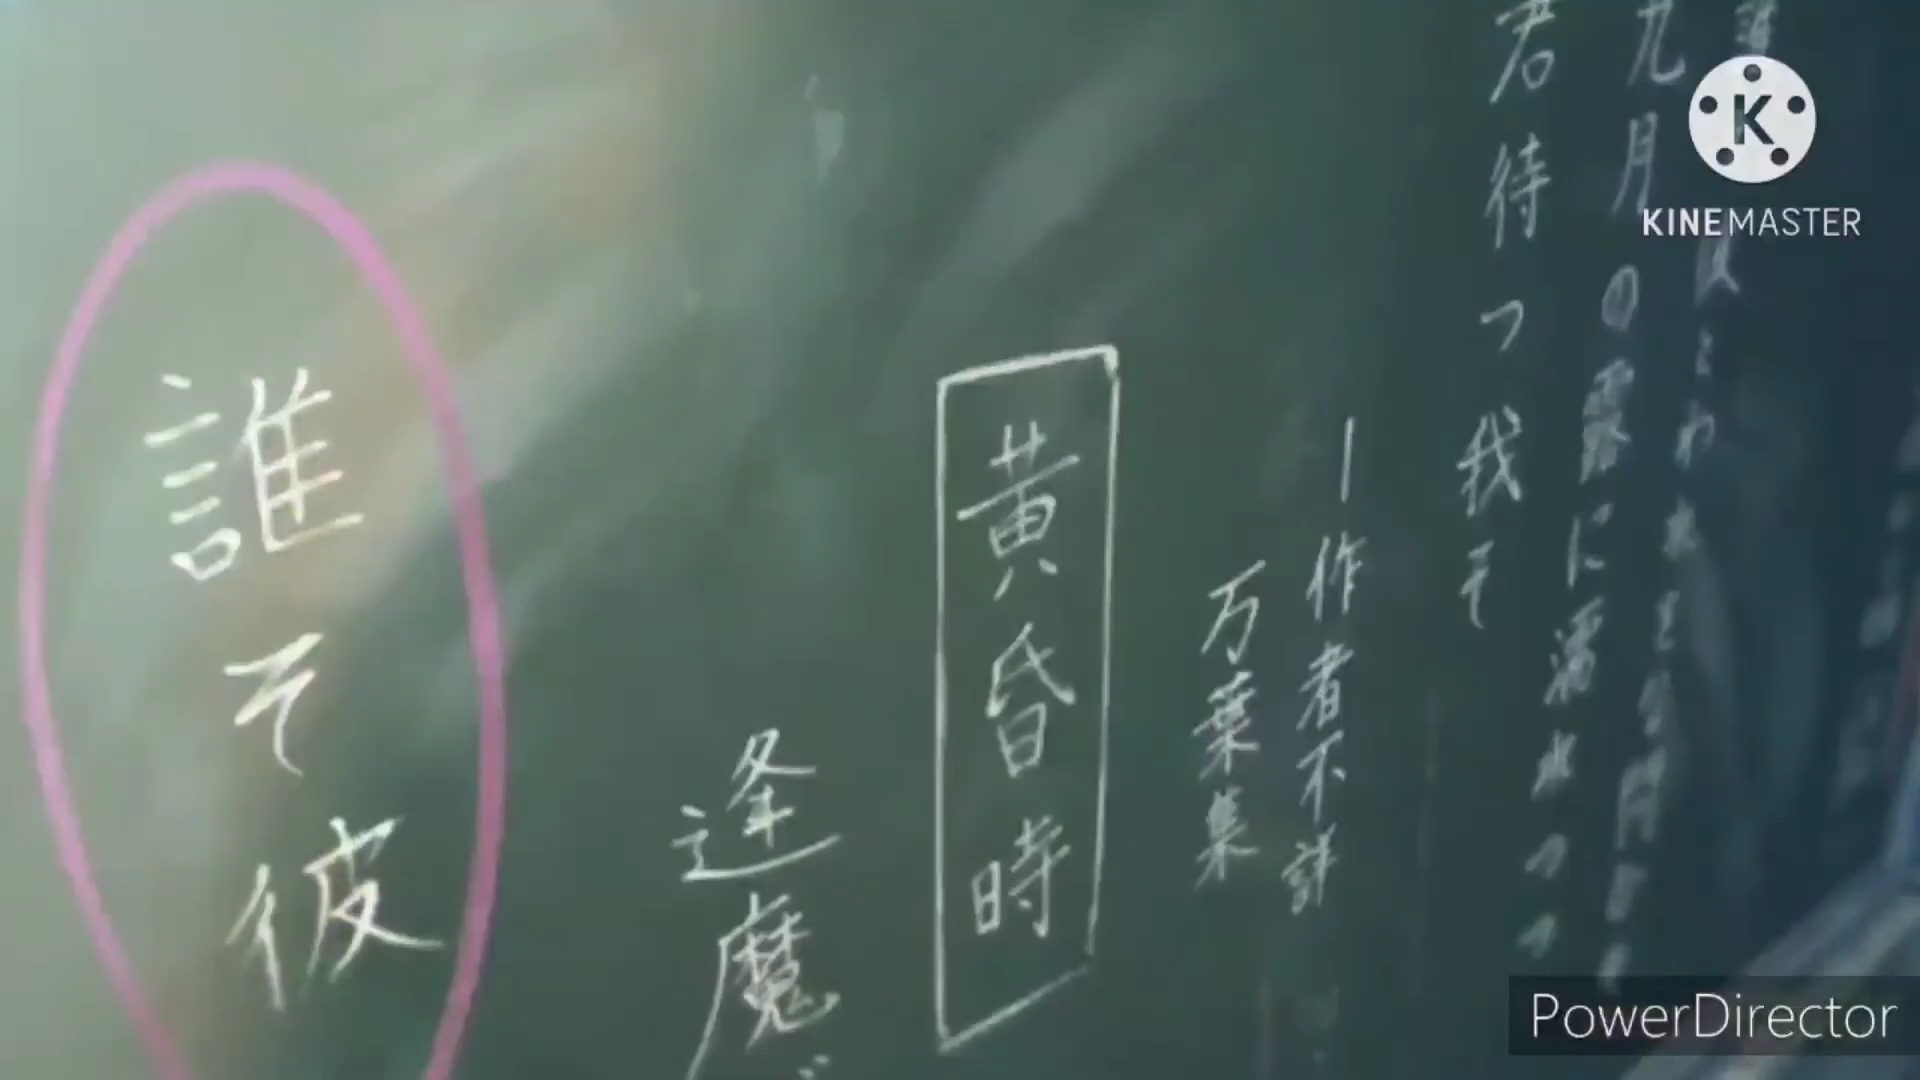 九月の露に濡れつつ
君待つ我そ
ー作者不詳
万葉集
黄昏時
逢魔
誰そ彼
KINEMASTER
PowerDirector